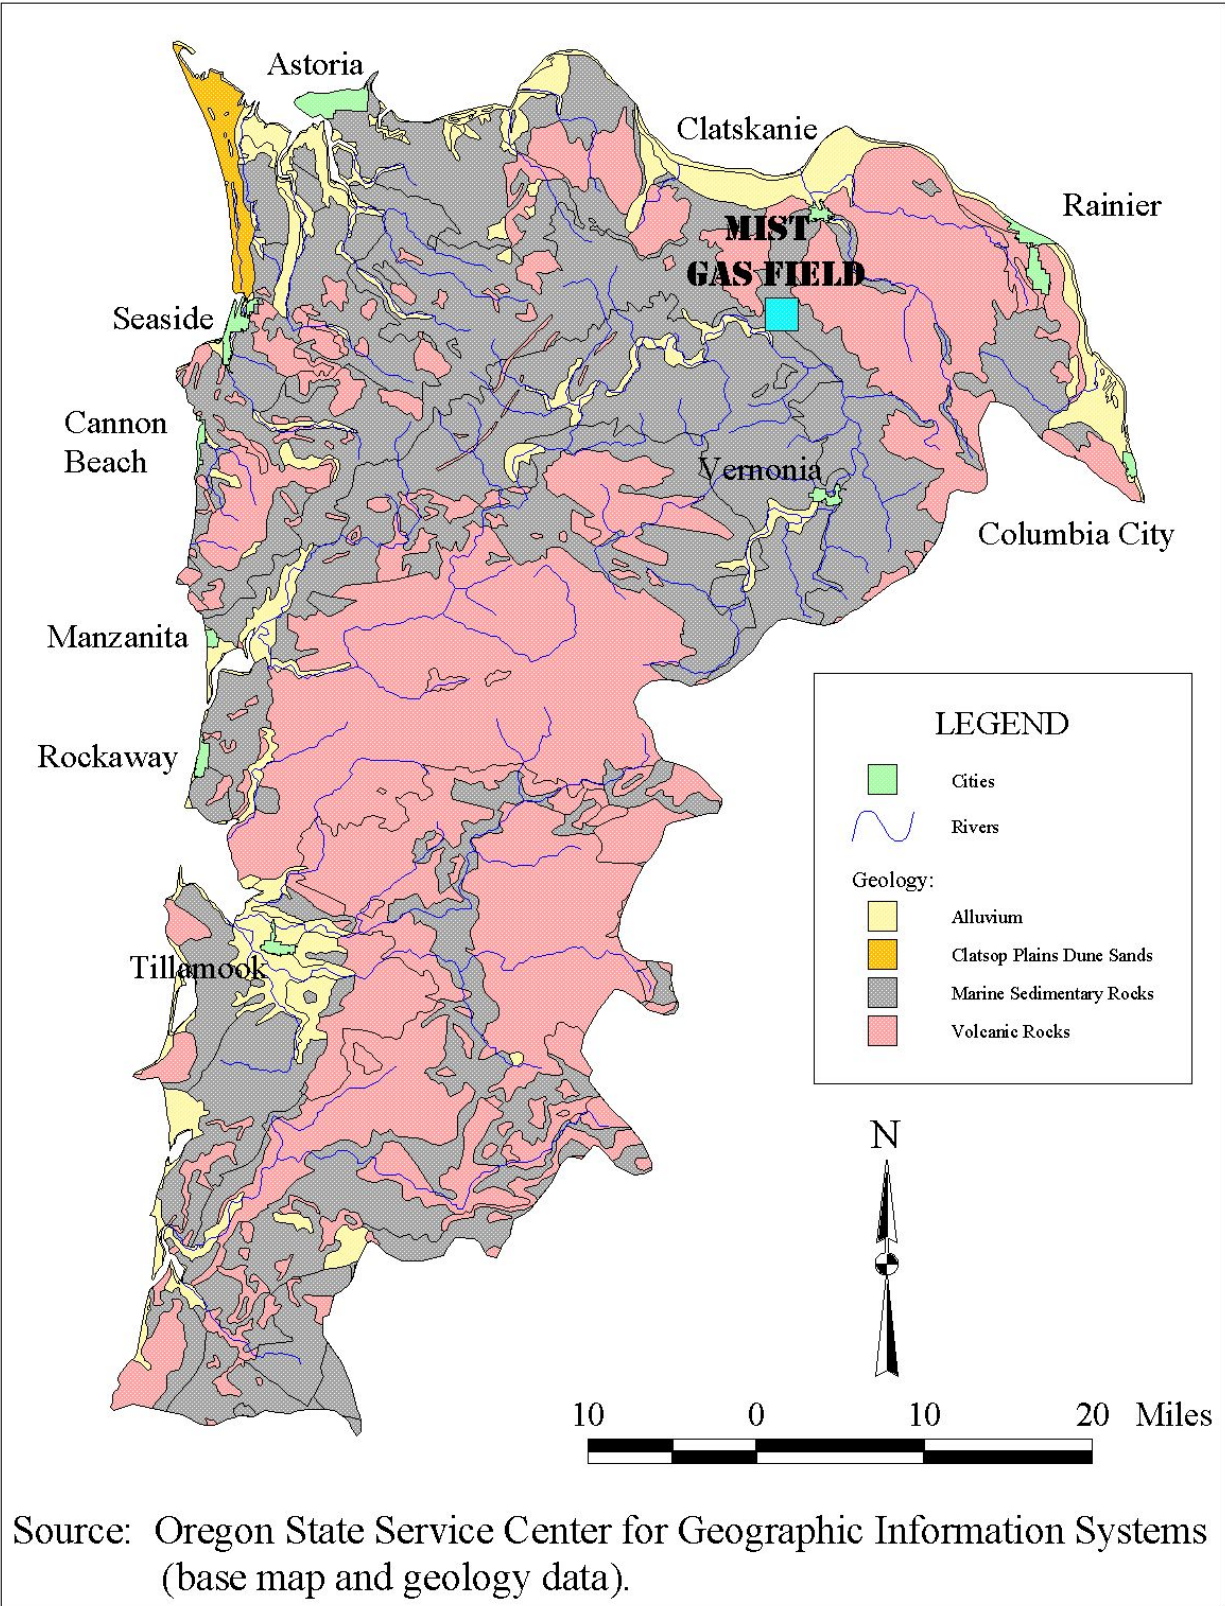 Astoria
Clatskanie
Rainier
MIST
GAS FIELD
Seaside
Cannon
Beach
Vernonia
Columbia City
Manzanita
Rockaway
Tillamook
LEGEND
Cities
Rivers
Geology:
Alluvium
Clatsop Plains Dune Sands
Marine Sedimentary Rocks
Volcanic Rocks
N
10 0 10 20 Miles
Source: Oregon State Service Center for Geographic Information Systems
(base map and geology data).